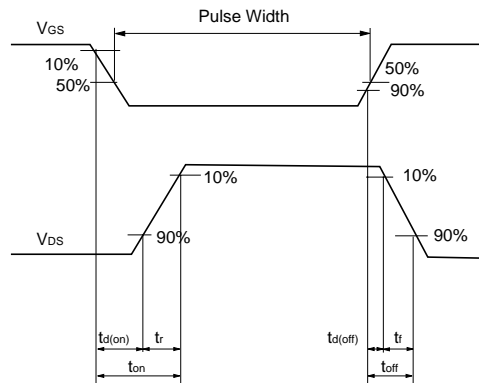 Pulse Width
VGS
10%
50%
50%
90%
10%
10%
VDS
90%
90%
td(on)
tr
td(off)
tf
ton
toff